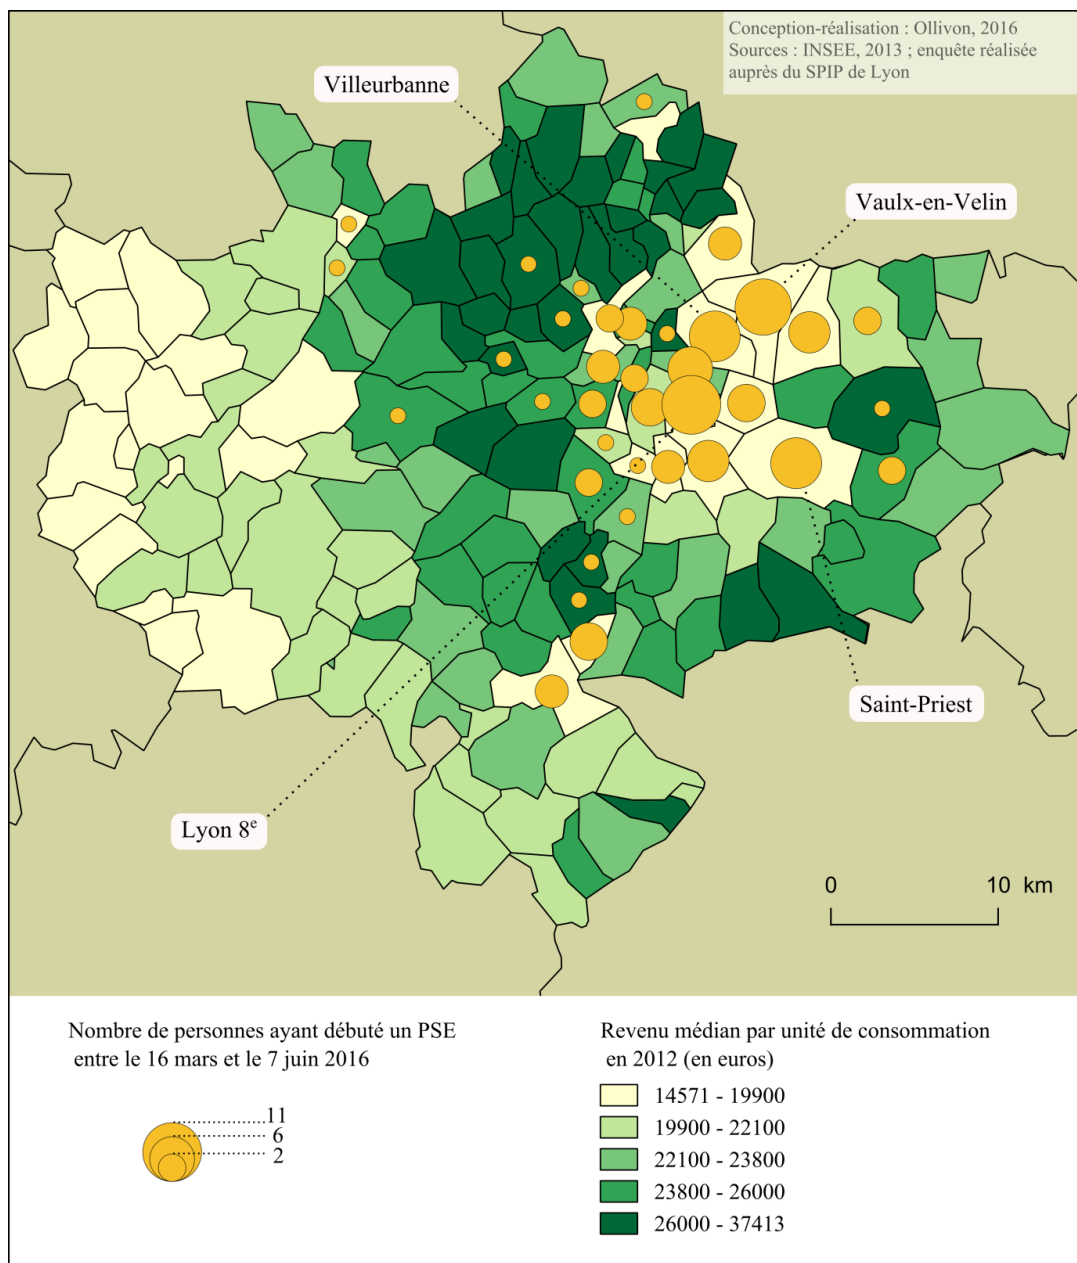 Conception-réalisation : Ollivon, 2016
Sources : INSEE, 2013 ; enquête réalisée
auprès du SPIP de Lyon
Villeurbanne
Vaulx-en-Velin
Saint-Priest
Lyon 8e
0 10 km
Nombre de personnes ayant débuté un PSE
entre le 16 mars et le 7 juin 2016
11
6
2
Revenu médian par unité de consommation
en 2012 (en euros)
14571 - 19900
19900 - 22100
22100 - 23800
23800 - 26000
26000 - 37413